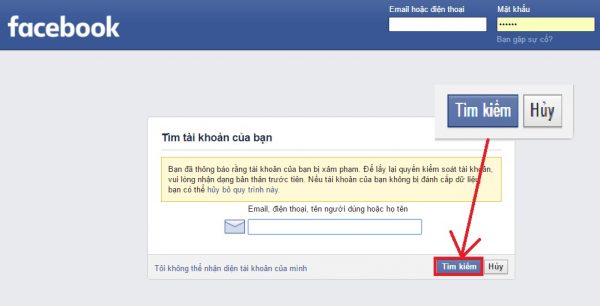 facebook
Email hoặc điện thoại
Mật khẩu
••••••
Bạn gặp sự cố?
Tìm kiếm
Hủy
Tìm tài khoản của bạn
Bạn đã thông báo rằng tài khoản của bạn bị xâm phạm. Để lấy lại quyền kiểm soát tài khoản,
vui lòng nhận dạng bản thân trước tiên. Nếu tài khoản của bạn không bị đánh cắp dữ liệu,
bạn có thể hủy bỏ quy trình này.
Email, điện thoại, tên người dùng hoặc họ tên
Tôi không thể nhận diện tài khoản của mình
Tìm kiếm
Hủy